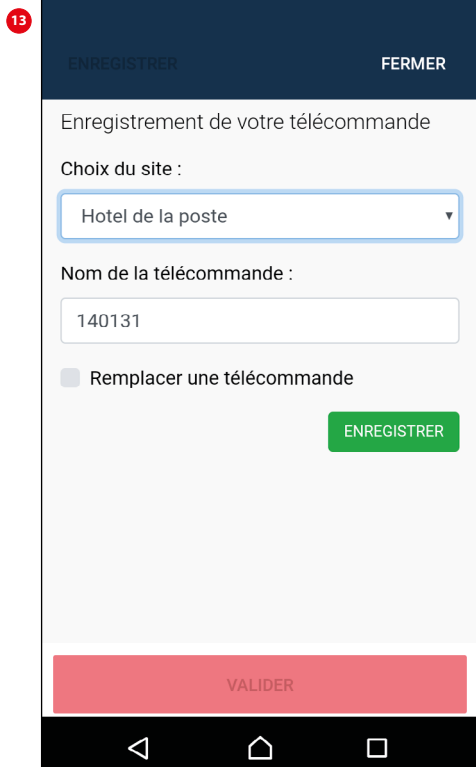 13
ENREGISTRER
FERMER
Enregistrement de votre télécommande
Choix du site :
Hotel de la poste
Nom de la télécommande :
140131
Remplacer une télécommande
ENREGISTRER
VALIDER